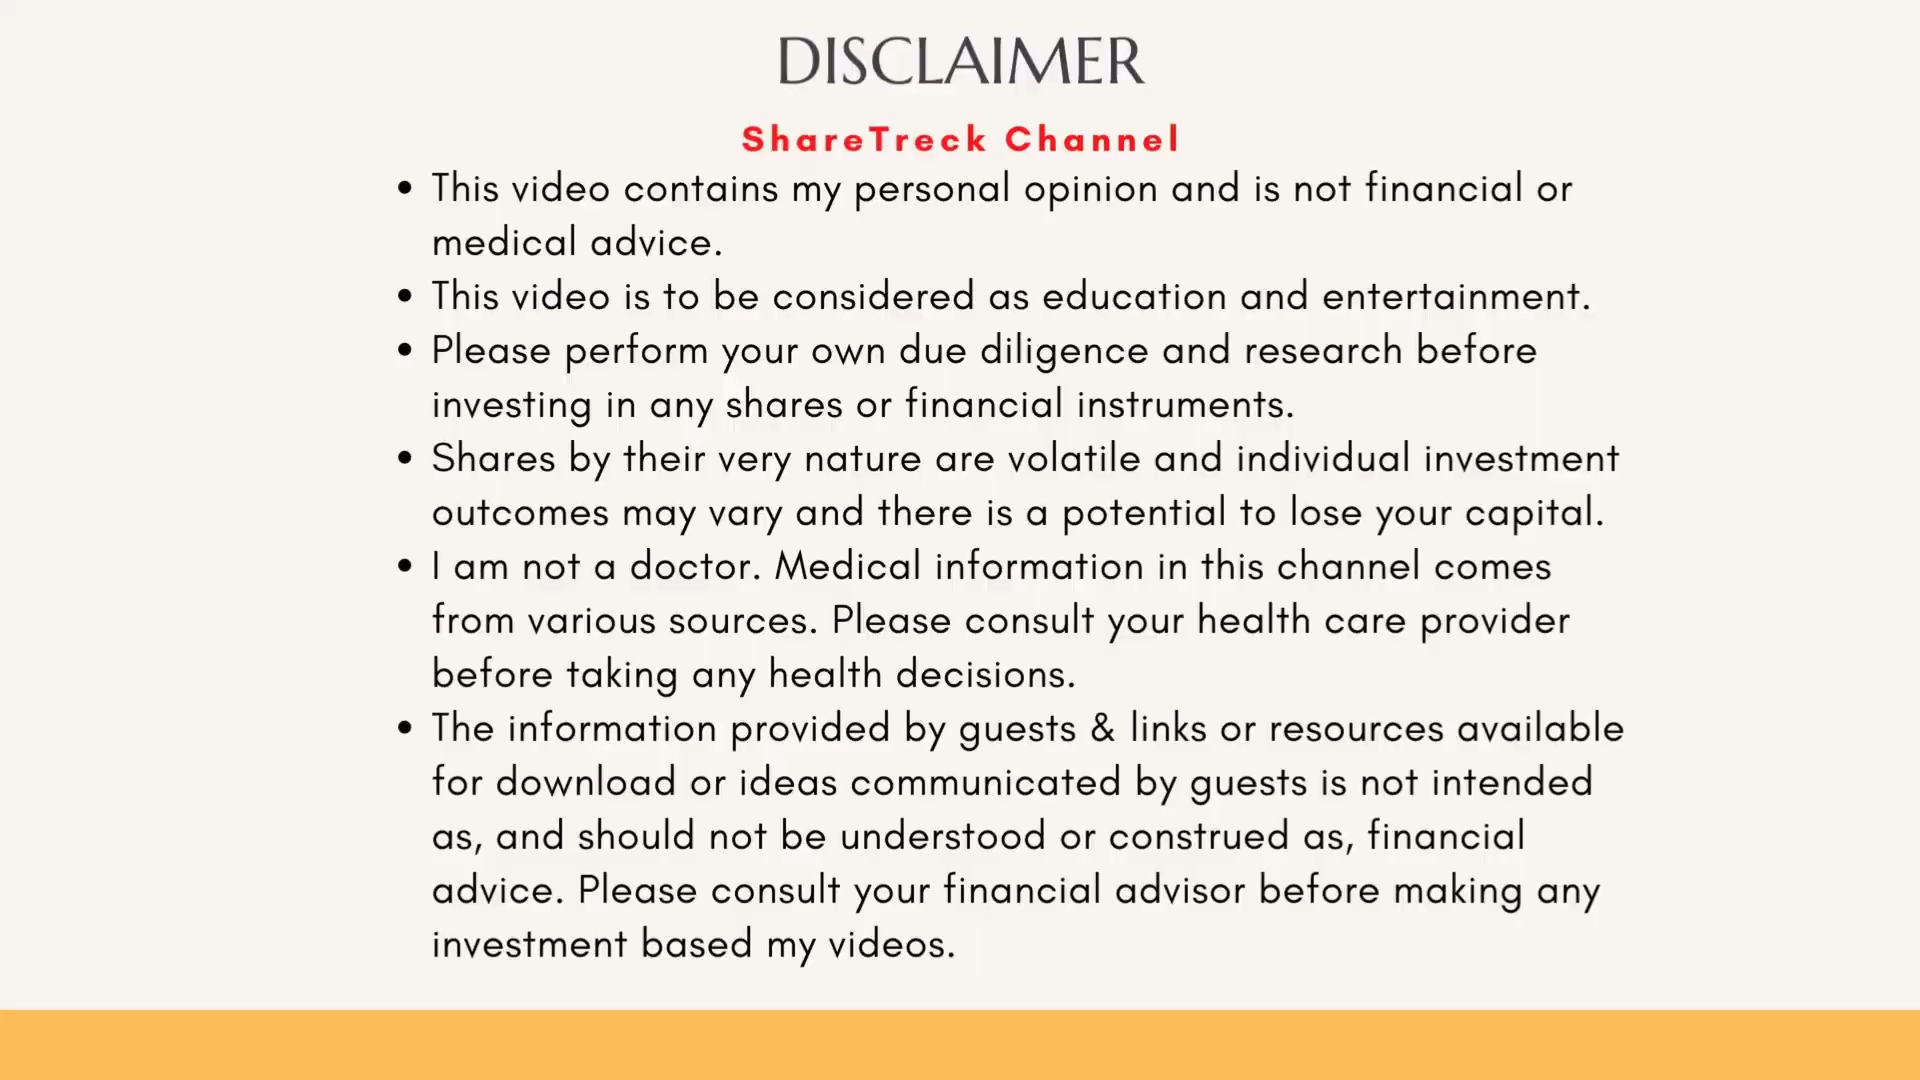 DISCLAIMER
ShareTreck Channel
• This video contains my personal opinion and is not financial or
medical advice.
• This video is to be considered as education and entertainment.
• Please perform your own due diligence and research before
investing in any shares or financial instruments.
• Shares by their very nature are volatile and individual investment
outcomes may vary and there is a potential to lose your capital.
• I am not a doctor. Medical information in this channel comes
from various sources. Please consult your health care provider
before taking any health decisions.
• The information provided by guests & links or resources available
for download or ideas communicated by guests is not intended
as, and should not be understood or construed as, financial
advice. Please consult your financial advisor before making any
investment based my videos.